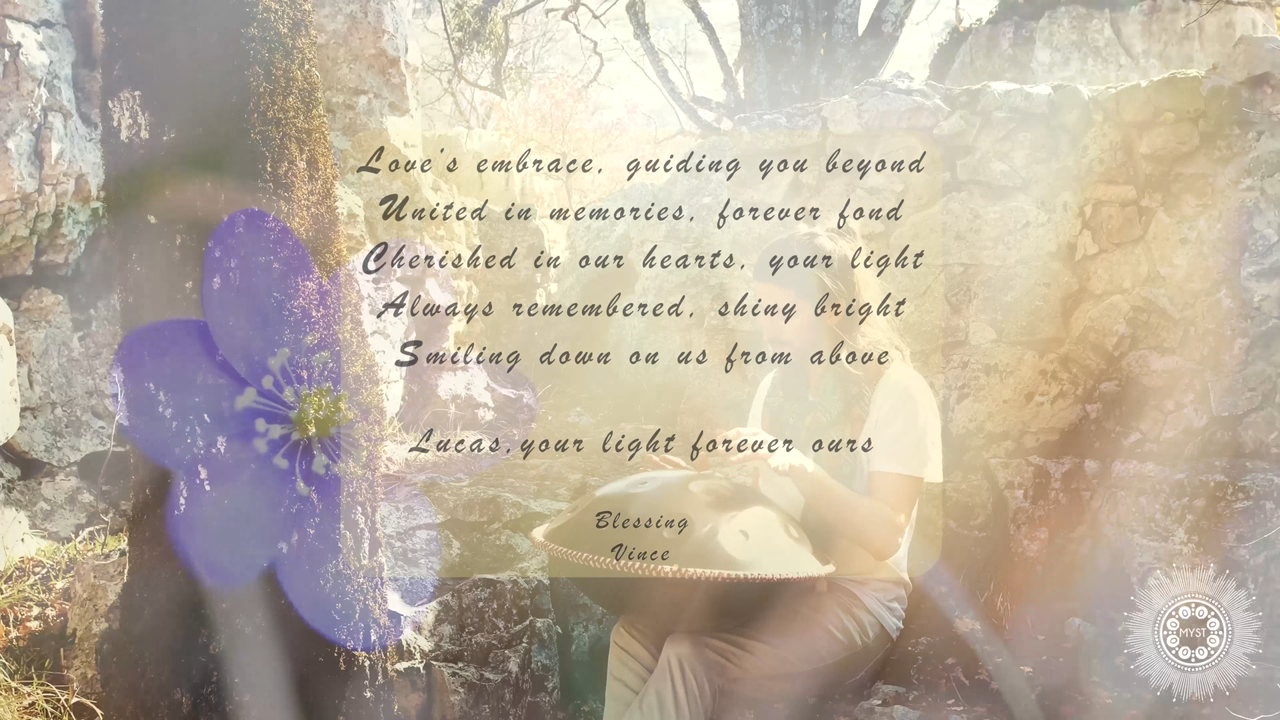 Love's embrace, guiding you beyond
United in memories, forever fond
Cherished in our hearts, your light
Always remembered, shiny bright
Smiling down on us from above
Lucas,your light forever ours
Blessing
Vince
MYST